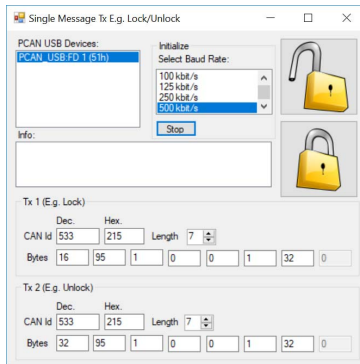 Single Message Tx E.g. Lock/Unlock
PCAN USB Devices:
PCAN_USB:FD 1 (51h)
Initialize
Select Baud Rate:
100 kbit/s
125 kbit/s
250 kbit/s
500 kbit/s
Stop
Info:
Tx 1 (E.g. Lock)
Dec. Hex.
CAN Id 533 215 Length 7
Bytes 16 95 1 0 0 1 32 0
Tx 2 (E.g. Unlock)
Dec. Hex.
CAN Id 533 215 Length 7
Bytes 32 95 1 0 0 1 32 0